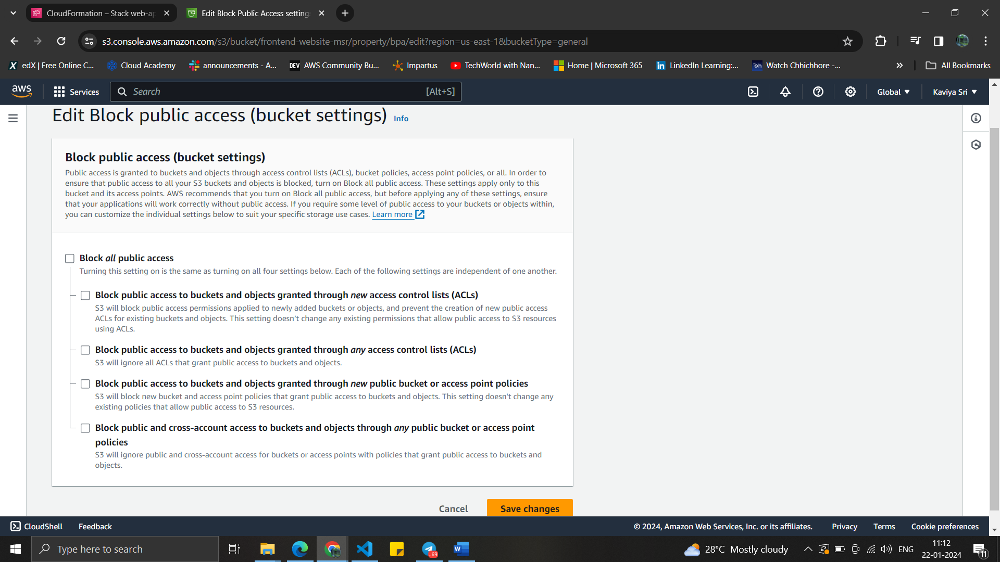 CloudFormation – Stack web-ap
Edit Block Public Access setting
s3.console.aws.amazon.com/s3/bucket/frontend-website-msr/property/bpa/edit?region=us-east-1&bucketType=general
edX | Free Online C...
Cloud Academy
announcements - A...
DEV AWS Community Bu...
Impartus
TechWorld with Nan...
Home | Microsoft 365
LinkedIn Learning:...
Watch Chhichhore -...
All Bookmarks
aws
Services
Search
[Alt+S]
Global
Kaviya Sri
Edit Block public access (bucket settings) Info
Block public access (bucket settings)
Public access is granted to buckets and objects through access control lists (ACLs), bucket policies, access point policies, or all. In order to
ensure that public access to all your S3 buckets and objects is blocked, turn on Block all public access. These settings apply only to this
bucket and its access points. AWS recommends that you turn on Block all public access, but before applying any of these settings, ensure
that your applications will work correctly without public access. If you require some level of public access to your buckets or objects within,
you can customize the individual settings below to suit your specific storage use cases. Learn more
Block all public access
Turning this setting on is the same as turning on all four settings below. Each of the following settings are independent of one another.
Block public access to buckets and objects granted through new access control lists (ACLs)
S3 will block public access permissions applied to newly added buckets or objects, and prevent the creation of new public access
ACLs for existing buckets and objects. This setting doesn’t change any existing permissions that allow public access to S3 resources
using ACLs.
Block public access to buckets and objects granted through any access control lists (ACLs)
S3 will ignore all ACLs that grant public access to buckets and objects.
Block public access to buckets and objects granted through new public bucket or access point policies
S3 will block new bucket and access point policies that grant public access to buckets and objects. This setting doesn't change any
existing policies that allow public access to S3 resources.
Block public and cross-account access to buckets and objects through any public bucket or access point
policies
S3 will ignore public and cross-account access for buckets or access points with policies that grant public access to buckets and
objects.
Cancel
Save changes
CloudShell
Feedback
© 2024, Amazon Web Services, Inc. or its affiliates.
Privacy
Terms
Cookie preferences
Type here to search
28°C Mostly cloudy
ENG
11:12
22-01-2024
11